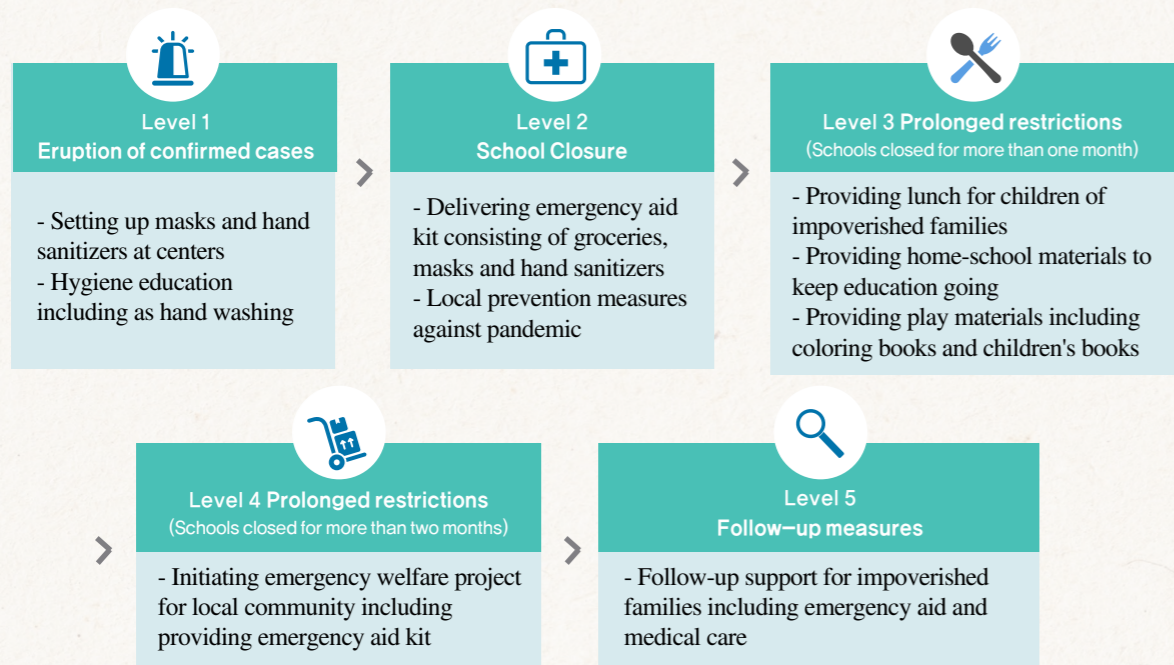 Level 1
Eruption of confirmed cases
- Setting up masks and hand
sanitizers at centers
- Hygiene education
including as hand washing
Level 2
School Closure
- Delivering emergency aid
kit consisting of groceries,
masks and hand sanitizers
- Local prevention measures
against pandemic
Level 3 Prolonged restrictions
(Schools closed for more than one month)
- Providing lunch for children of
impoverished families
- Providing home-school materials to
keep education going
- Providing play materials including
coloring books and children's books
Level 4 Prolonged restrictions
(Schools closed for more than two months)
- Initiating emergency welfare project
for local community including
providing emergency aid kit
Level 5
Follow-up measures
- Follow-up support for impoverished
families including emergency aid and
medical care